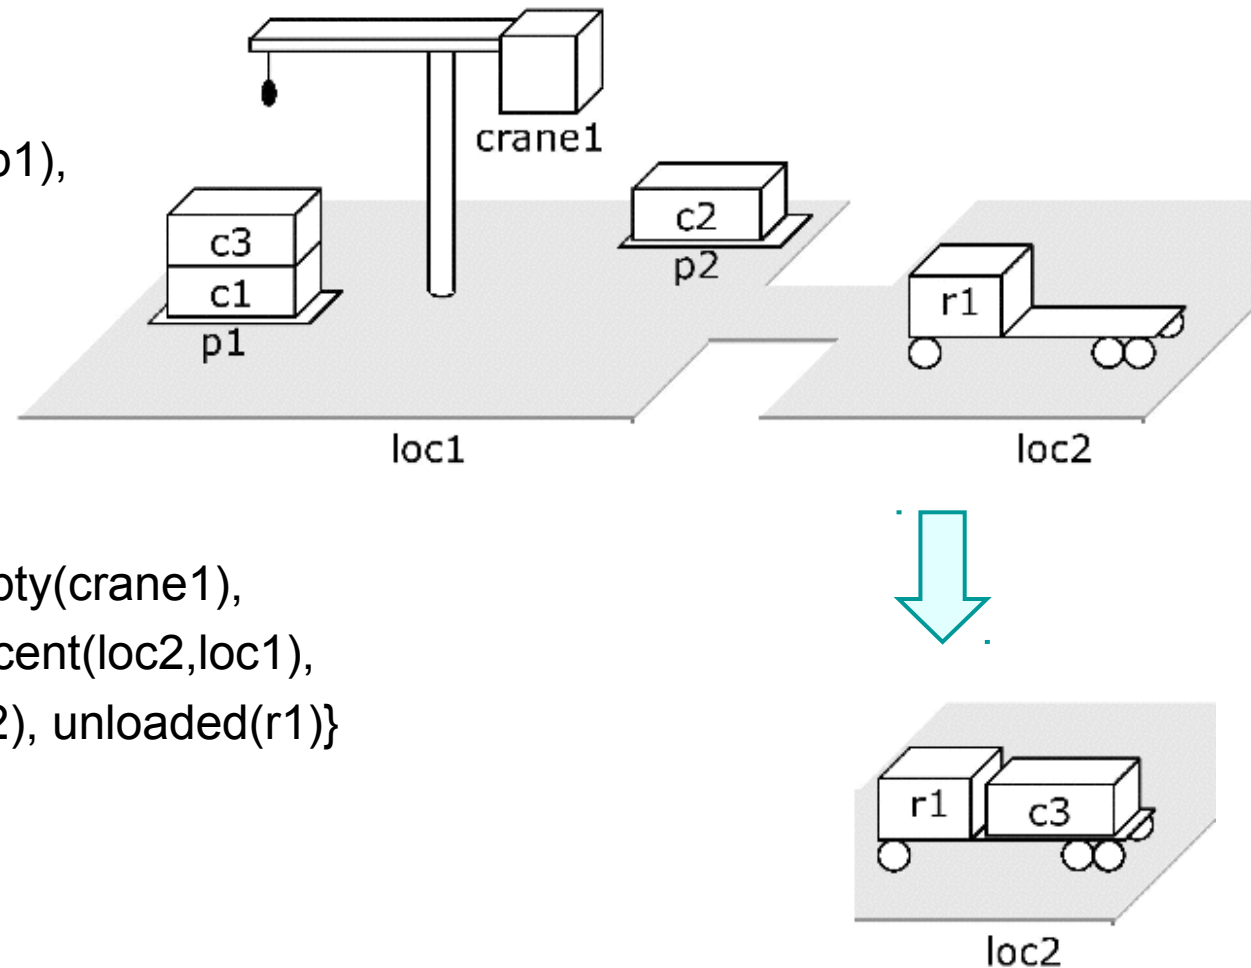 crane1
p1),
c3
c2
c1
p2
r1
p1
loc1
loc2
pty(crane1),
cent(loc2,loc1),
2), unloaded(r1)}
r1
c3
loc2